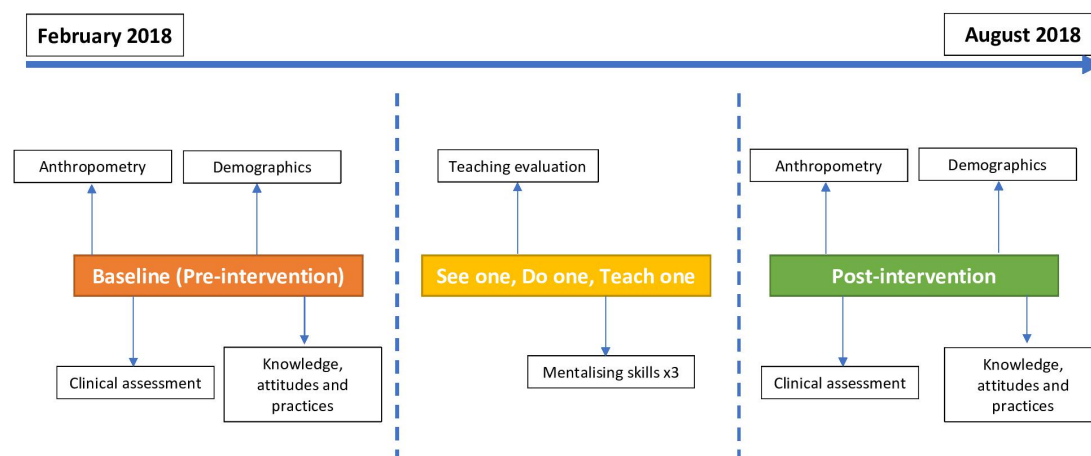 February 2018
August 2018
Anthropometry
Demographics
Teaching evaluation
Anthropometry
Demographics
Baseline (Pre-intervention)
See one, Do one, Teach one
Post-intervention
Clinical assessment
Knowledge,
attitudes and
practices
Mentalising skills x3
Clinical assessment
Knowledge,
attitudes and
practices